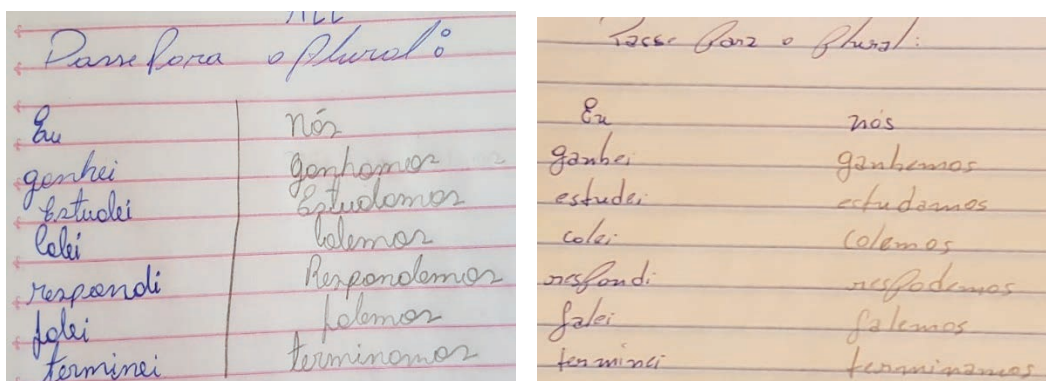 Passe Para o plural:
Eu nós
ganhei ganhamos
Estudei Estudamos
Colei Colemos
respondi Respondemos
falei falemos
terminei terminamos
Passe Para o Plural:
Eu nós
ganhei ganhemos
estudei estudamos
colei colemos
respondi respodemos
falei falemos
terminei terminamos